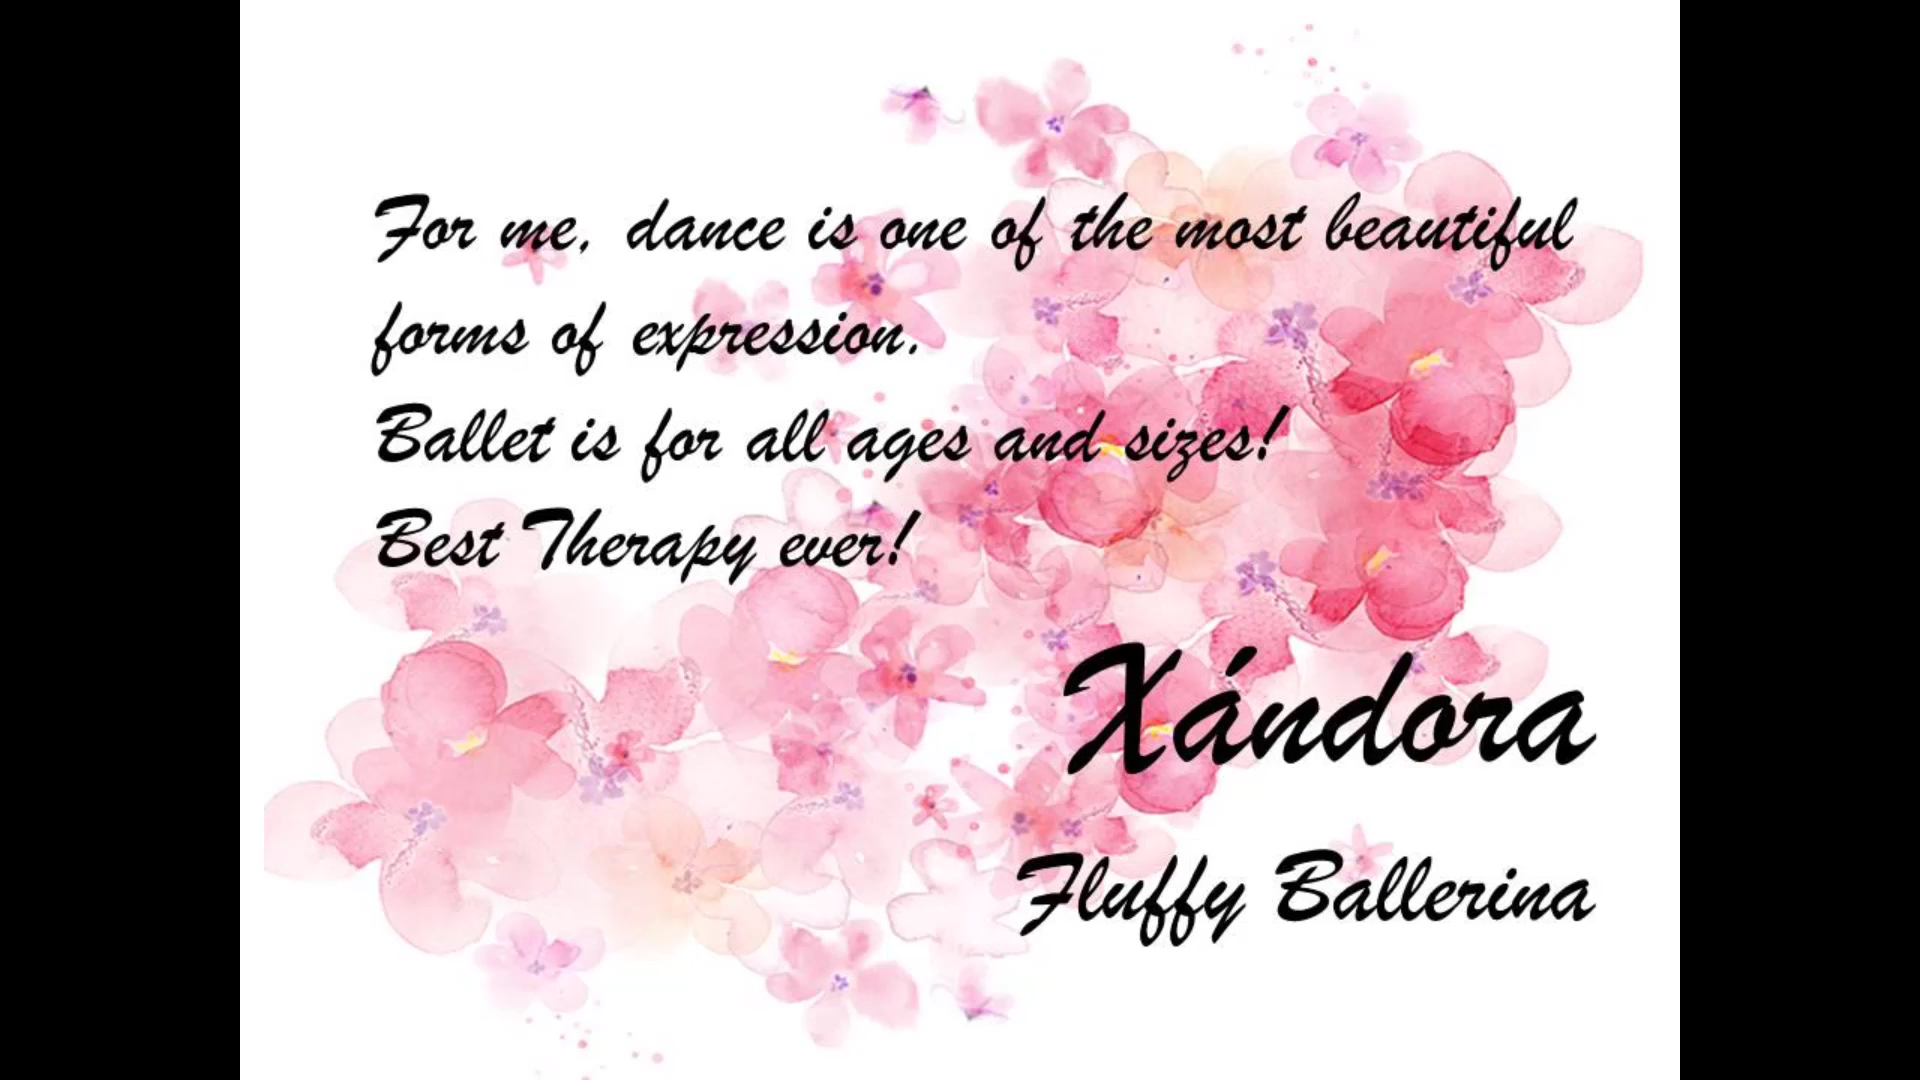 For me, dance is one of the most beautiful
forms of expression.
Ballet is for all ages and sizes!
Best Therapy ever!
Xándora
Fluffy Ballerina